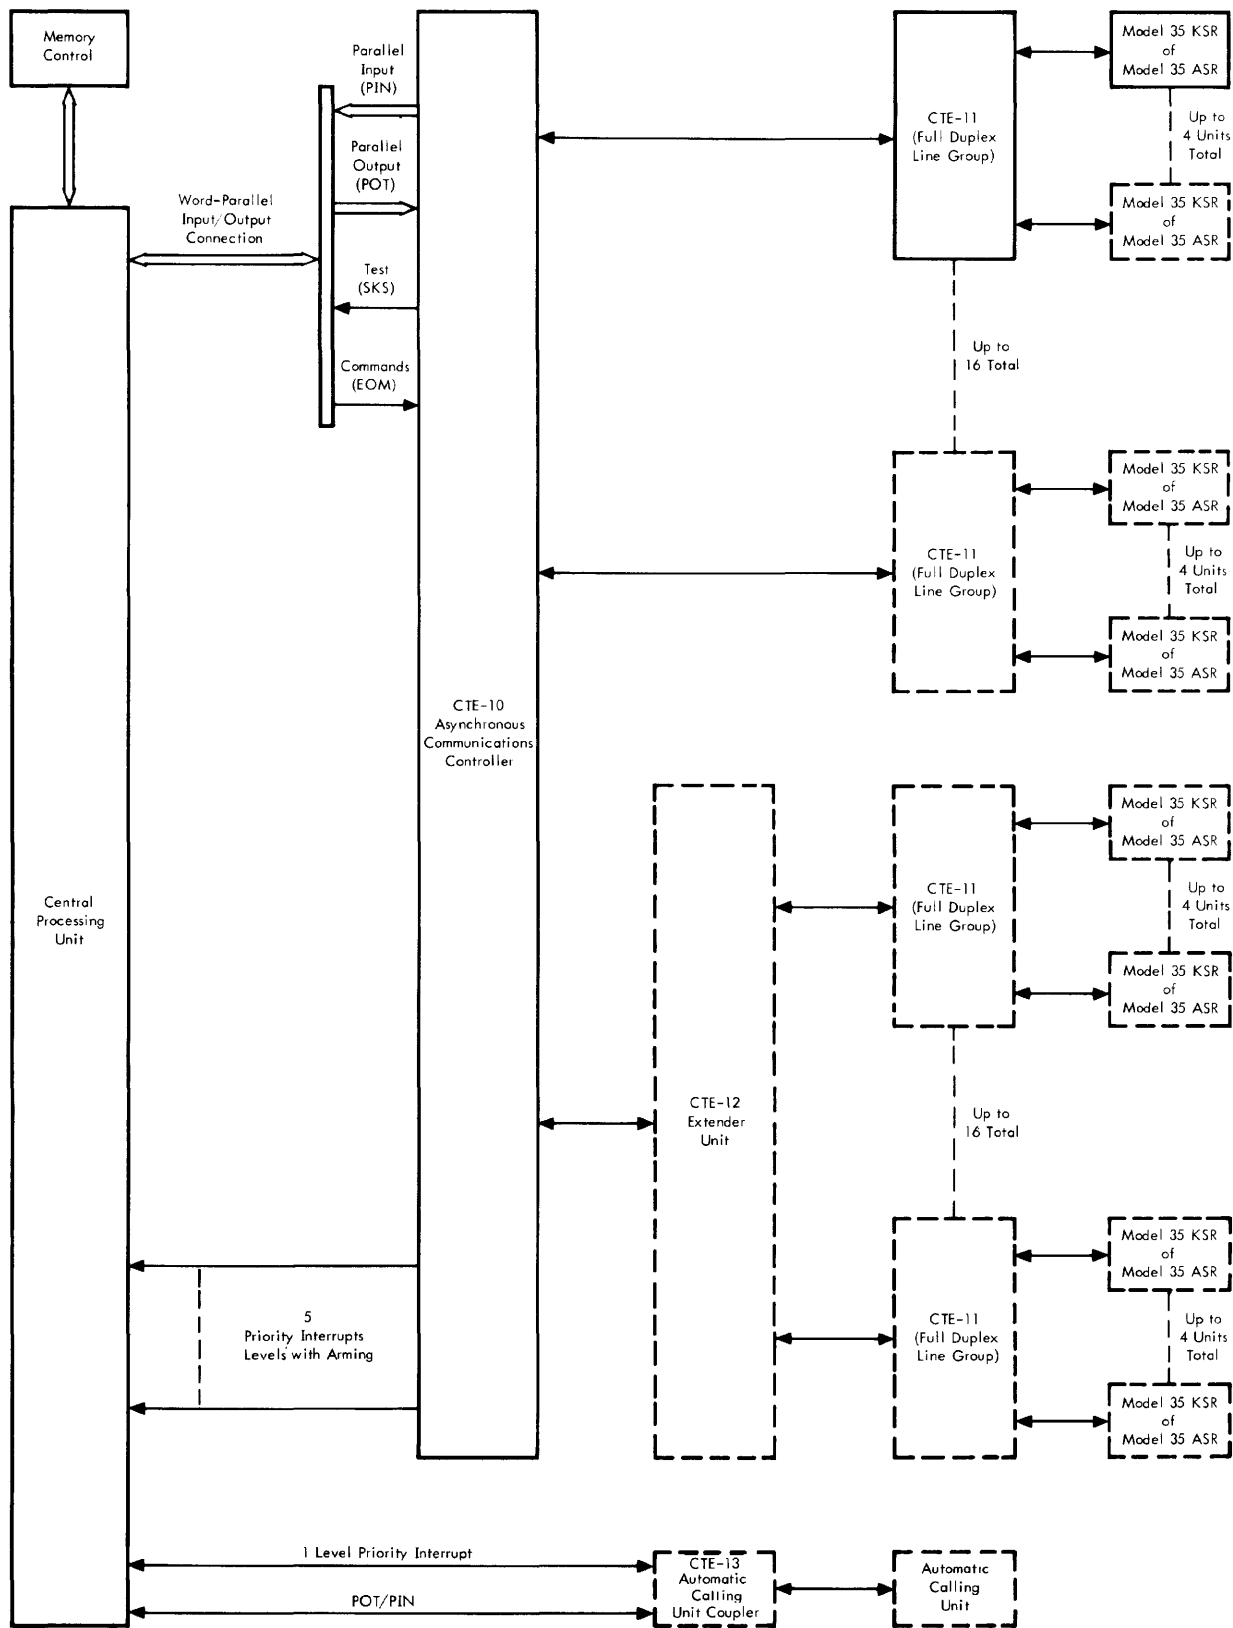 Memory
Control
Parallel
Input
(PIN)
Parallel
Output
(POT)
Word-Parallel
Input/Output
Connection
Test
(SKS)
Commands
(EOM)
CTE-11
(Full Duplex
Line Group)
Model 35 KSR
of
Model 35 ASR
Up to
4 Units
Total
Model 35 KSR
of
Model 35 ASR
Up to
16 Total
CTE-11
(Full Duplex
Line Group)
Model 35 KSR
of
Model 35 ASR
Up to
4 Units
Total
Model 35 KSR
of
Model 35 ASR
CTE-10
Asynchronous
Communications
Controller
Central
Processing
Unit
CTE-11
(Full Duplex
Line Group)
Model 35 KSR
of
Model 35 ASR
Up to
4 Units
Total
Model 35 KSR
of
Model 35 ASR
CTE-12
Extender
Unit
Up to
16 Total
CTE-11
(Full Duplex
Line Group)
Model 35 KSR
of
Model 35 ASR
Up to
4 Units
Total
Model 35 KSR
of
Model 35 ASR
5
Priority Interrupts
Levels with Arming
1 Level Priority Interrupt
POT/PIN
CTE-13
Automatic
Calling
Unit Coupler
Automatic
Calling
Unit